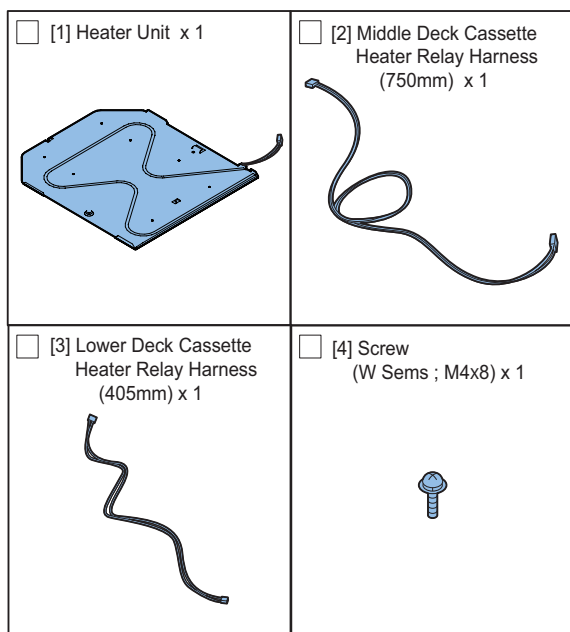 [1] Heater Unit x 1
[2] Middle Deck Cassette
Heater Relay Harness
(750mm) x 1
[3] Lower Deck Cassette
Heater Relay Harness
(405mm) x 1
[4] Screw
(W Sems ; M4x8) x 1